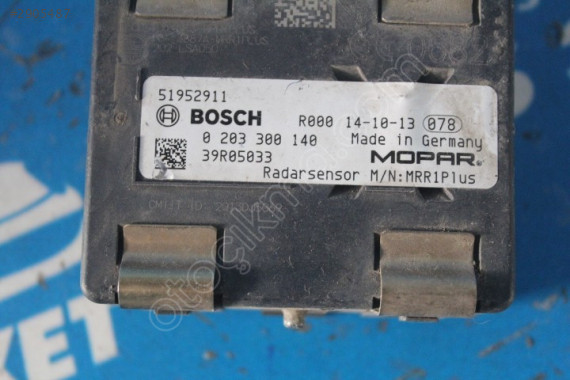 51952911
BOSCH R000 14-10-13 078
0 203 300 140 Made in Germany
39R05033 MOPAR
Radarsensor M/N:MRR1Plus
KET